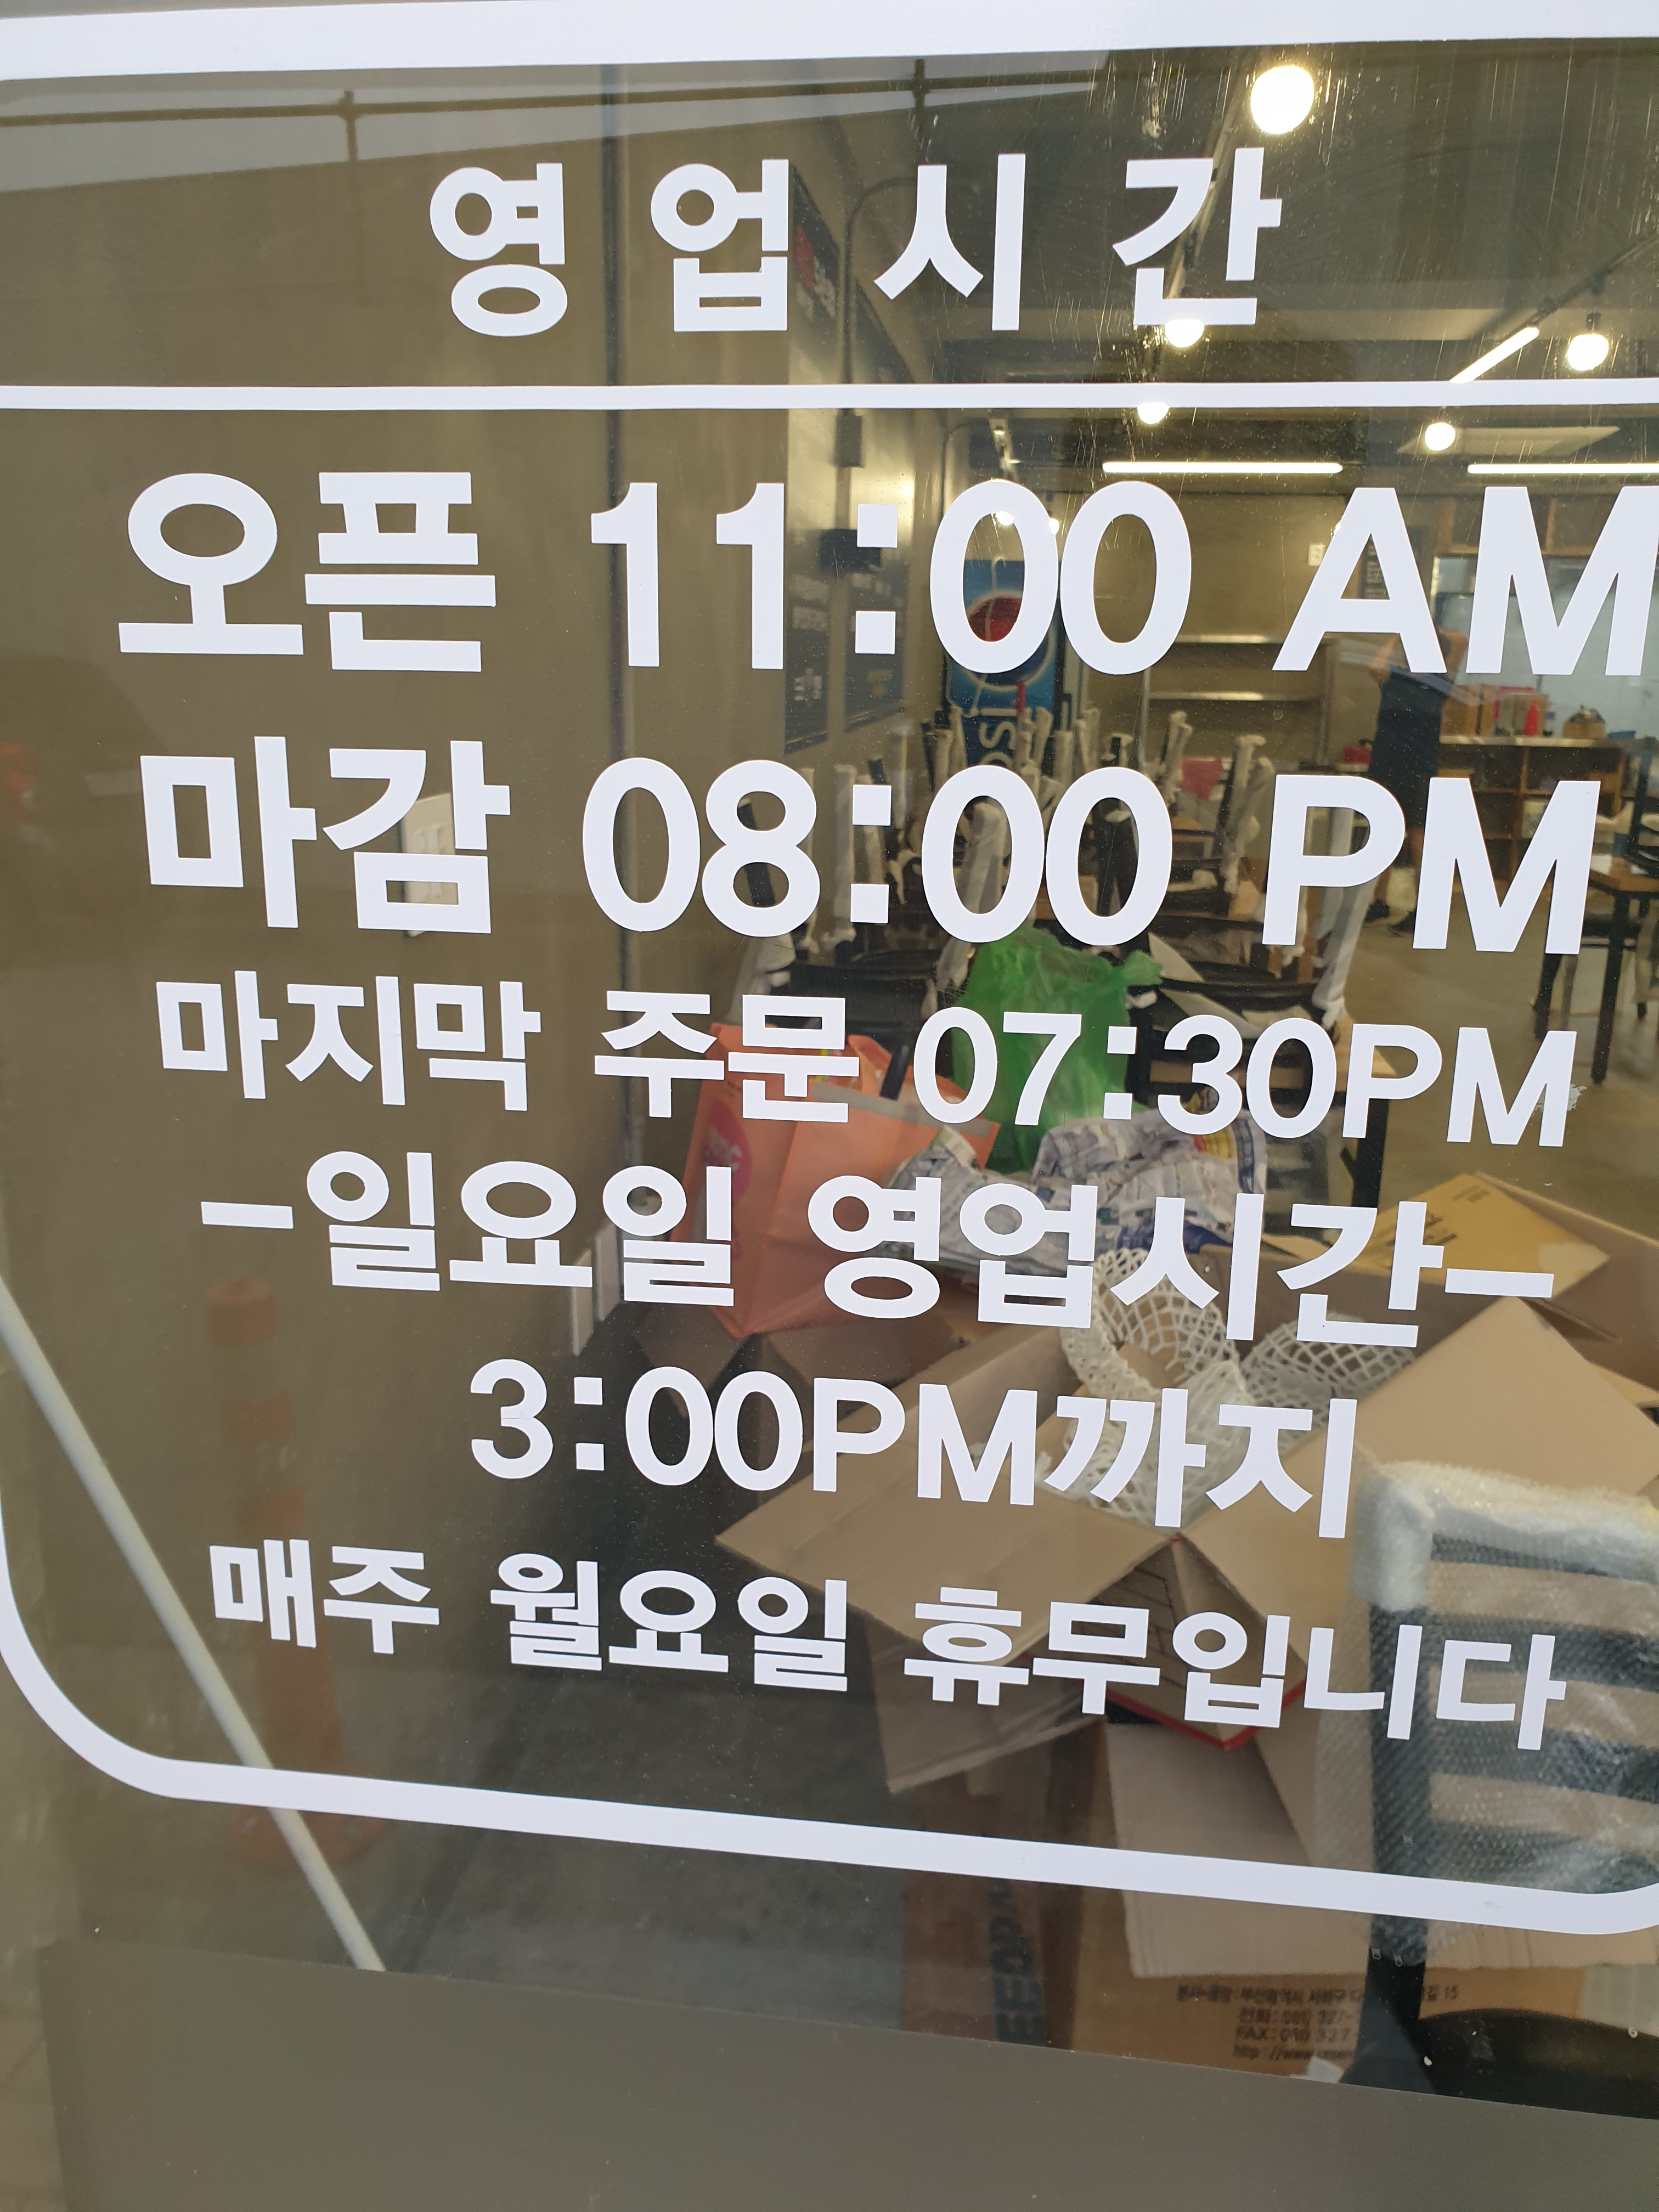 영업시간
오픈 11:00 AM
마감 08:00 PM
마지막 주문 07:30PM
-일요일 영업시간-
3:00PM까지
매주 월요일 휴무입니다